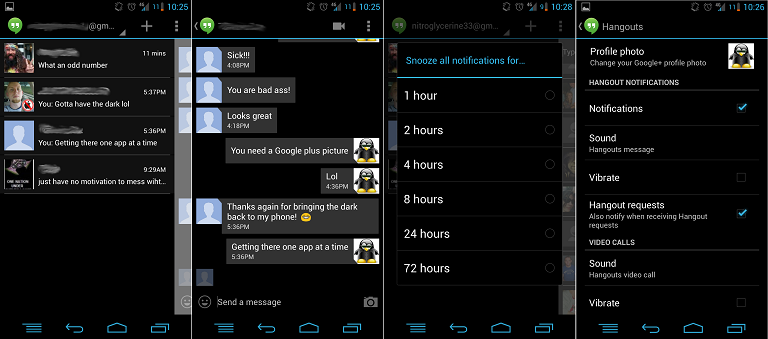 10:25
@gm...
11 mins
What an odd number
5:37PM
You: Gotta have the dark lol
5:36PM
You: Getting there one app at a time
9:29AM
just have no motivation to mess wiht...
10:25
Sick!!!
4:08PM
You are bad ass!
Looks great
4:18PM
You need a Google plus picture
Lol
4:36PM
Thanks again for bringing the dark
back to my phone!
5:36PM
Getting there one app at a time
5:36PM
Send a message
10:28
nitroglycerine33@gm...
Snooze all notifications for...
1 hour
2 hours
4 hours
8 hours
24 hours
72 hours
10:26
Hangouts
Profile photo
Change your Google+ profile photo
HANGOUT NOTIFICATIONS
Notifications
Sound
Hangouts message
Vibrate
Hangout requests
Also notify when receiving Hangout
requests
VIDEO CALLS
Sound
Hangouts video call
Vibrate